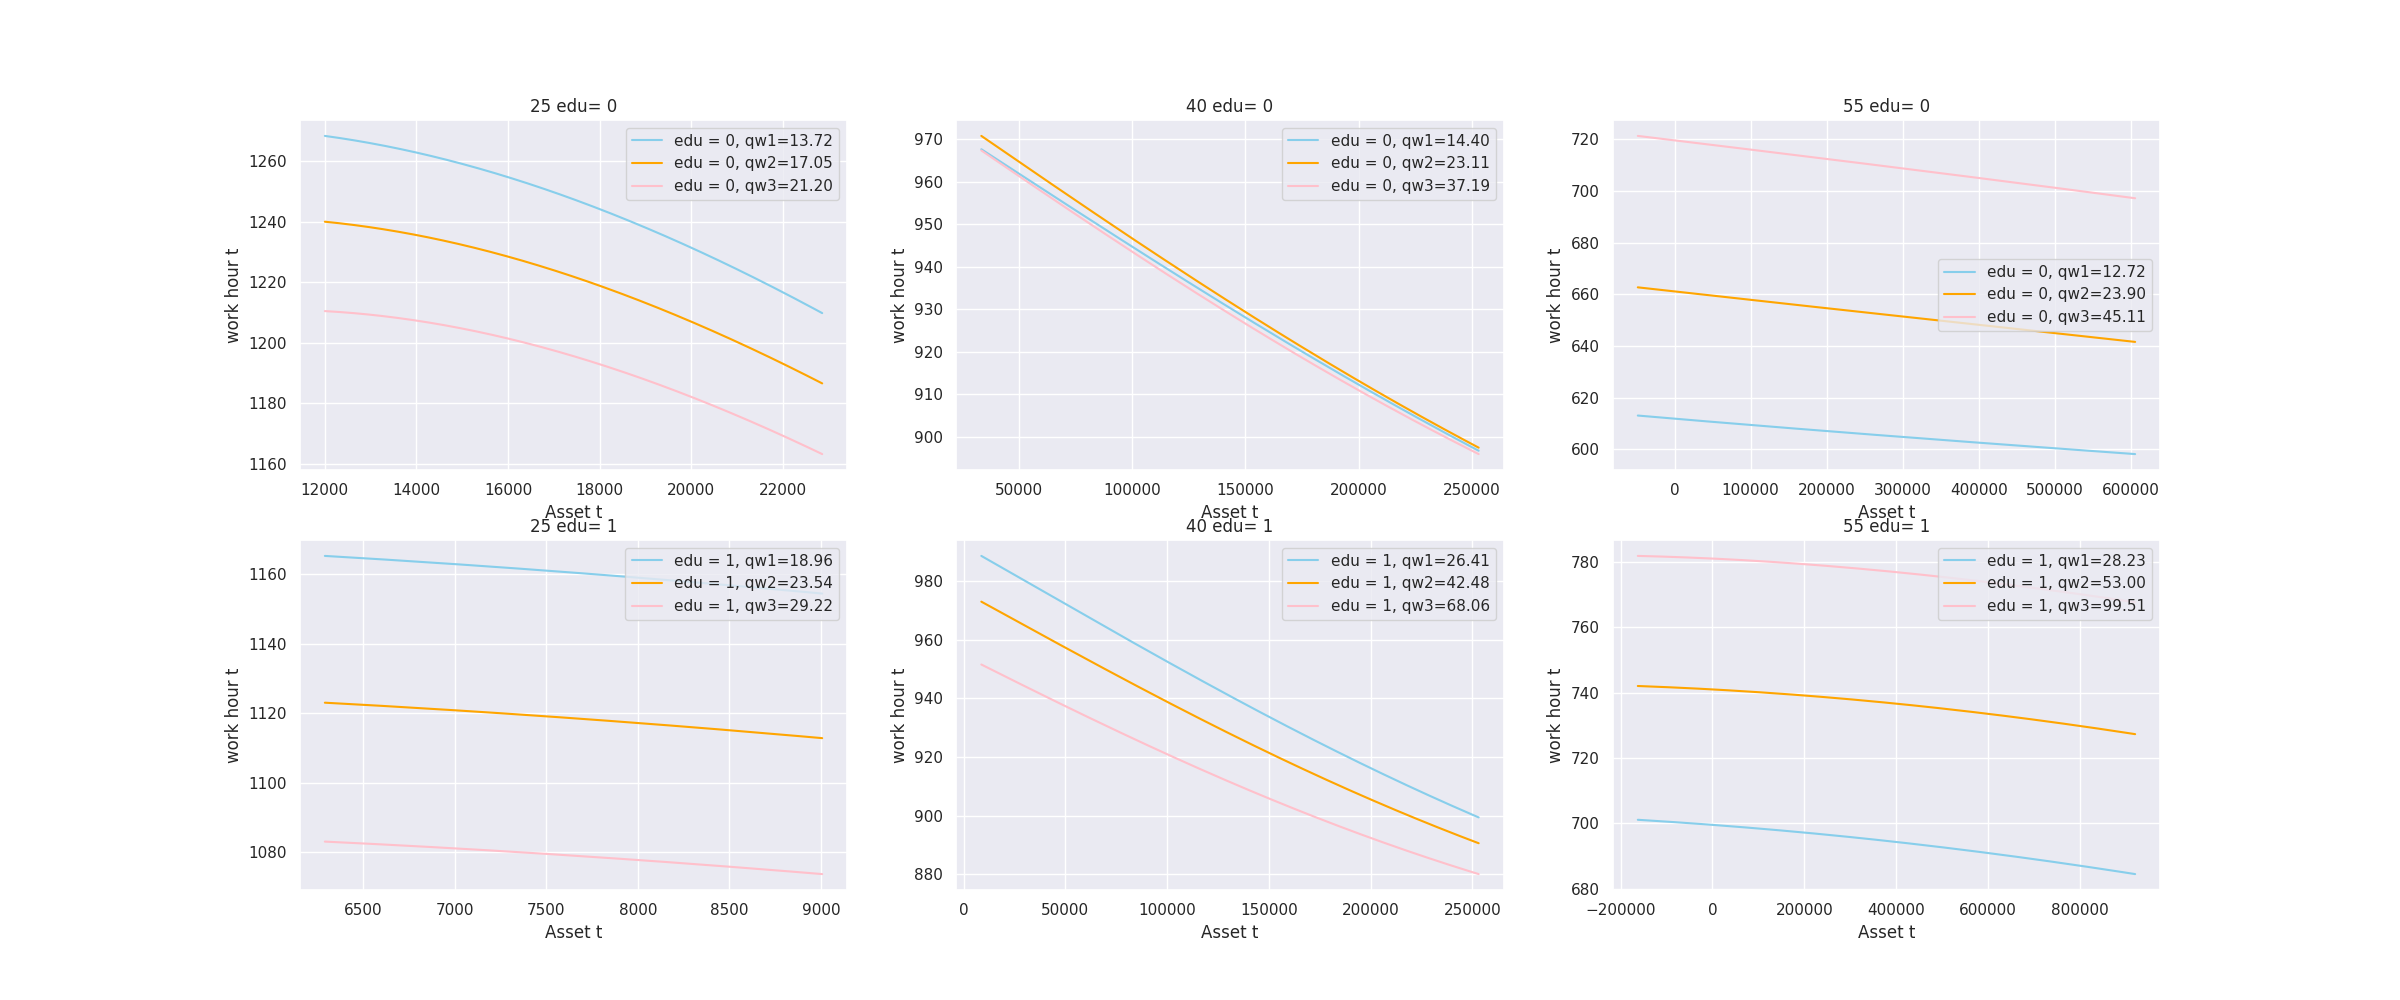 25 edu= 0
edu = 0, qw1=13.72
edu = 0, qw2=17.05
edu = 0, qw3=21.20
work hour t
1260
1240
1220
1200
1180
1160
12000 14000 16000 18000 20000 22000
Asset t
40 edu= 0
edu = 0, qw1=14.40
edu = 0, qw2=23.11
edu = 0, qw3=37.19
work hour t
970
960
950
940
930
920
910
900
50000 100000 150000 200000 250000
Asset t
55 edu= 0
edu = 0, qw1=12.72
edu = 0, qw2=23.90
edu = 0, qw3=45.11
work hour t
720
700
680
660
640
620
600
0 100000 200000 300000 400000 500000 600000
Asset t
25 edu= 1
edu = 1, qw1=18.96
edu = 1, qw2=23.54
edu = 1, qw3=29.22
work hour t
1160
1140
1120
1100
1080
6500 7000 7500 8000 8500 9000
Asset t
40 edu= 1
edu = 1, qw1=26.41
edu = 1, qw2=42.48
edu = 1, qw3=68.06
work hour t
980
960
940
920
900
880
0 50000 100000 150000 200000 250000
Asset t
55 edu= 1
edu = 1, qw1=28.23
edu = 1, qw2=53.00
edu = 1, qw3=99.51
work hour t
780
760
740
720
700
680
−200000 0 200000 400000 600000 800000
Asset t